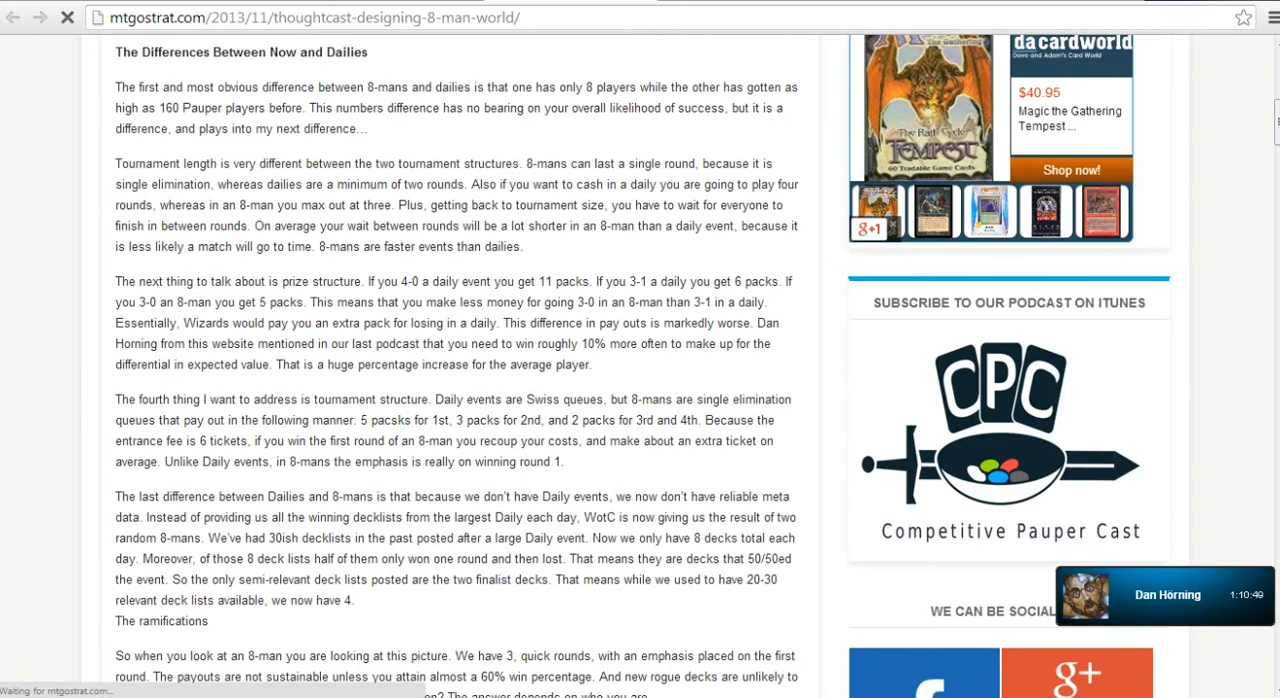 mtgostrat.com/2013/11/thoughtcast-designing-8-man-world/
The Differences Between Now and Dailies
The first and most obvious difference between 8-mans and dailies is that one has only 8 players while the other has gotten as
high as 160 Pauper players before. This numbers difference has no bearing on your overall likelihood of success, but it is a
difference, and plays into my next difference…
Tournament length is very different between the two tournament structures. 8-mans can last a single round, because it is
single elimination, whereas dailies are a minimum of two rounds. Also if you want to cash in a daily you are going to play four
rounds, whereas in an 8-man you max out at three. Plus, getting back to tournament size, you have to wait for everyone to
finish in between rounds. On average your wait between rounds will be a lot shorter in an 8-man than a daily event, because it
is less likely a match will go to time. 8-mans are faster events than dailies.
The next thing to talk about is prize structure. If you 4-0 a daily event you get 11 packs. If you 3-1 a daily you get 6 packs. If
you 3-0 an 8-man you get 5 packs. This means that you make less money for going 3-0 in an 8-man than 3-1 in a daily.
Essentially, Wizards would pay you an extra pack for losing in a daily. This difference in pay outs is markedly worse. Dan
Horning from this website mentioned in our last podcast that you need to win roughly 10% more often to make up for the
differential in expected value. That is a huge percentage increase for the average player.
The fourth thing I want to address is tournament structure. Daily events are Swiss queues, but 8-mans are single elimination
queues that pay out in the following manner: 5 pacsks for 1st, 3 packs for 2nd, and 2 packs for 3rd and 4th. Because the
entrance fee is 6 tickets, if you win the first round of an 8-man you recoup your costs, and make about an extra ticket on
average. Unlike Daily events, in 8-mans the emphasis is really on winning round 1.
The last difference between Dailies and 8-mans is that because we don't have Daily events, we now don't have reliable meta
data. Instead of providing us all the winning decklists from the largest Daily each day, WotC is now giving us the result of two
random 8-mans. We've had 30ish decklists in the past posted after a large Daily event. Now we only have 8 decks total each
day. Moreover, of those 8 deck lists half of them only won one round and then lost. That means they are decks that 50/50ed
the event. So the only semi-relevant deck lists posted are the two finalist decks. That means while we used to have 20-30
relevant deck lists available, we now have 4.
The ramifications
So when you look at an 8-man you are looking at this picture. We have 3, quick rounds, with an emphasis placed on the first
round. The payouts are not sustainable unless you attain almost a 60% win percentage. And new rogue decks are unlikely to
The answer depends on who you are
Waiting for mtgostrat.com...
The Gathering
The Rath Cycle
TEMPEST
60 Tradable Game Cards
dacardworld
Dave and Adam's Card World
$40.95
Magic the Gathering
Tempest ...
Shop now!
g+1
SUBSCRIBE TO OUR PODCAST ON ITUNES
CPC
Competitive Pauper Cast
Dan Horning 1:10:49
WE CAN BE SOCIAL
f
g+